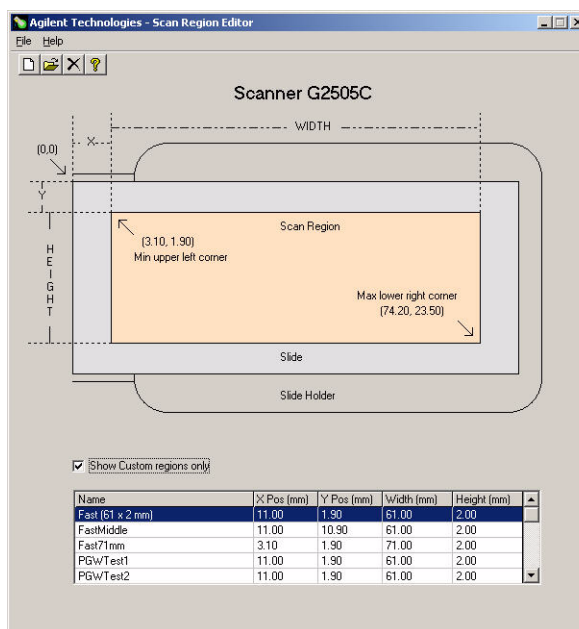 Agilent Technologies - Scan Region Editor
File Help
Scanner G2505C
WIDTH
X
(0,0)
Y
HEIGHT
(3.10, 1.90)
Min upper left corner
Scan Region
Max lower right corner
(74.20, 23.50)
Slide
Slide Holder
Show Custom regions only
Name X Pos (mm) Y Pos (mm) Width (mm) Height (mm)
Fast (61 x 2 mm) 11.00 1.90 61.00 2.00
FastMiddle 11.00 10.90 61.00 2.00
Fast71mm 3.10 1.90 71.00 2.00
PGWTest1 11.00 1.90 61.00 2.00
PGWTest2 11.00 1.90 61.00 2.00